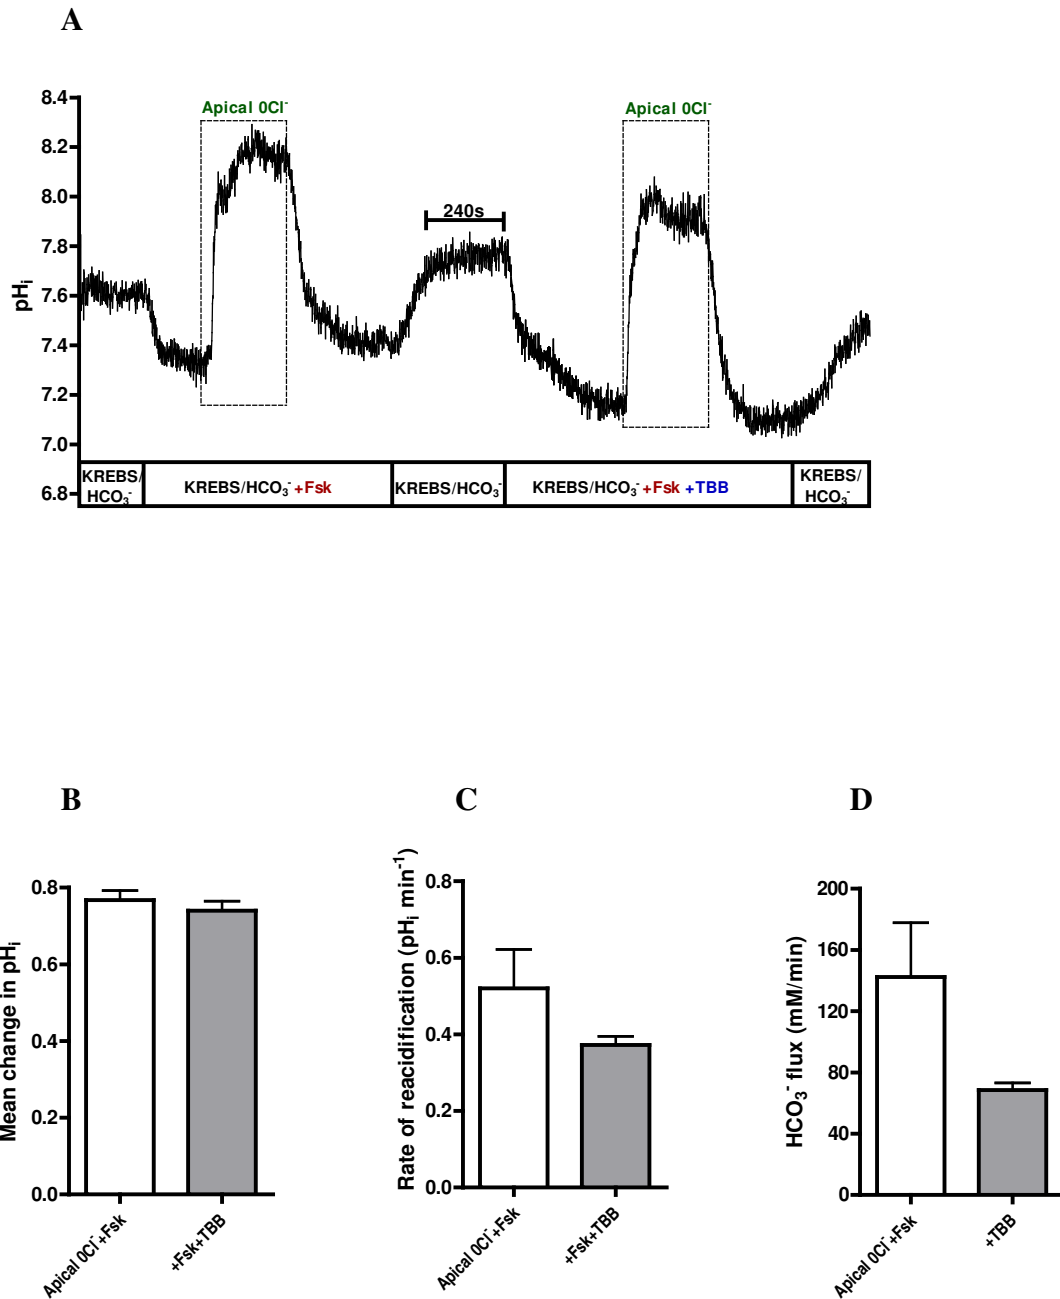 A
Apical 0Cl⁻
Apical 0Cl⁻
240s
pHi
8.4
8.2
8.0
7.8
7.6
7.4
7.2
7.0
6.8
KREBS/
HCO₃⁻
KREBS/HCO₃⁻ +Fsk
KREBS/HCO₃⁻
KREBS/HCO₃⁻ +Fsk +TBB
KREBS/
HCO₃⁻
B
Mean change in pHi
0.8
0.6
0.4
0.2
0.0
Apical 0Cl⁻+Fsk
+Fsk+TBB
C
Rate of reacidification (pHi min⁻¹)
0.8
0.6
0.4
0.2
0.0
Apical 0Cl⁻+Fsk
+Fsk+TBB
D
HCO₃⁻ flux (mM/min)
200
160
120
80
40
0
Apical 0Cl⁻+Fsk
+TBB